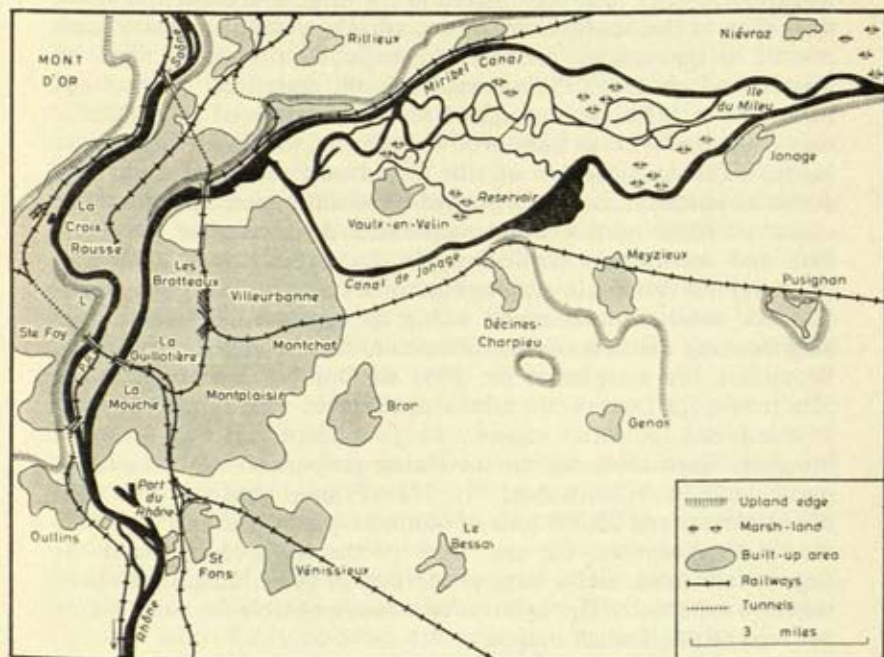 MONT
D'OR
Saône
Rillieux
Niévroz
Miribel Canal
Ile
du Milieu
Jonage
La
Croix
Rousse
Vaulx-en-Velin
Reservoir
Canal de Jonage
Les
Brotteaux
Villeurbanne
Meyzieux
Pusignan
L
Ste Foy
La
Guillotière
Montchat
Décines-
Charpieu
La
Mouche
Montplaisir
Bron
Genas
Port
du
Rhône
Oullins
St
Fons
Vénissieux
Le
Bessai
Rhône
Upland edge
Marsh-land
Built-up area
Railways
Tunnels
3 miles